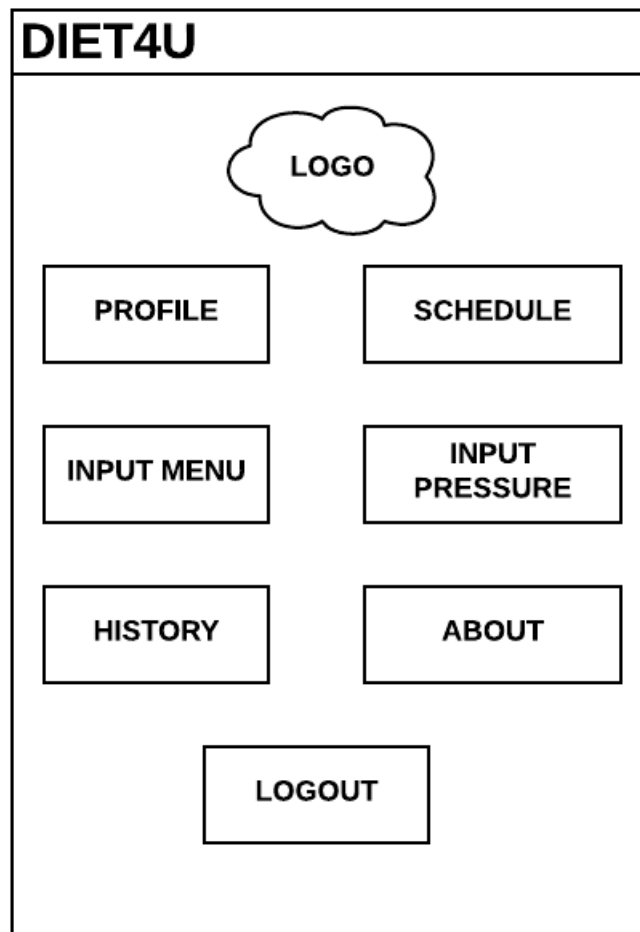 DIET4U
LOGO
PROFILE
SCHEDULE
INPUT MENU
INPUT
PRESSURE
HISTORY
ABOUT
LOGOUT